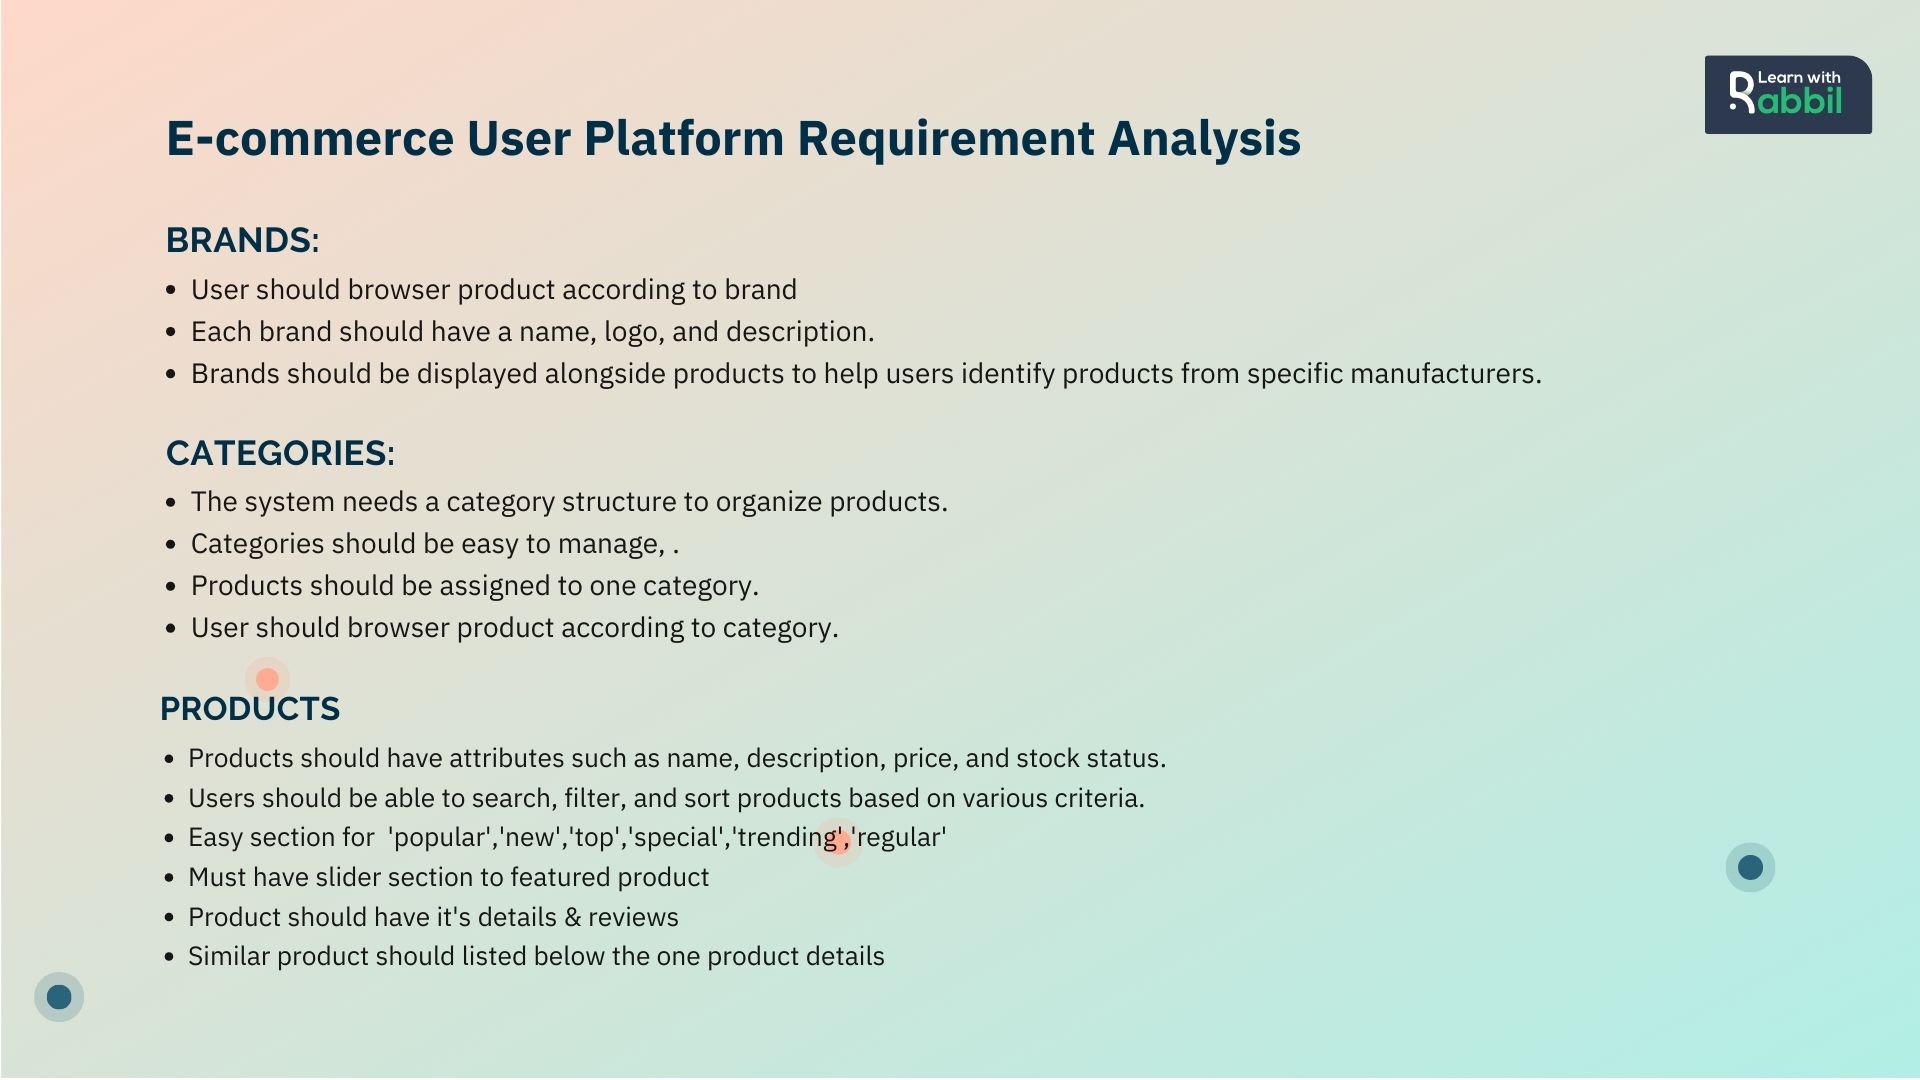 Learn with
Rabbil
E-commerce User Platform Requirement Analysis
BRANDS:
• User should browser product according to brand
• Each brand should have a name, logo, and description.
• Brands should be displayed alongside products to help users identify products from specific manufacturers.
CATEGORIES:
• The system needs a category structure to organize products.
• Categories should be easy to manage, .
• Products should be assigned to one category.
• User should browser product according to category.
PRODUCTS
• Products should have attributes such as name, description, price, and stock status.
• Users should be able to search, filter, and sort products based on various criteria.
• Easy section for  'popular','new','top','special','trending','regular'
• Must have slider section to featured product
• Product should have it's details & reviews
• Similar product should listed below the one product details